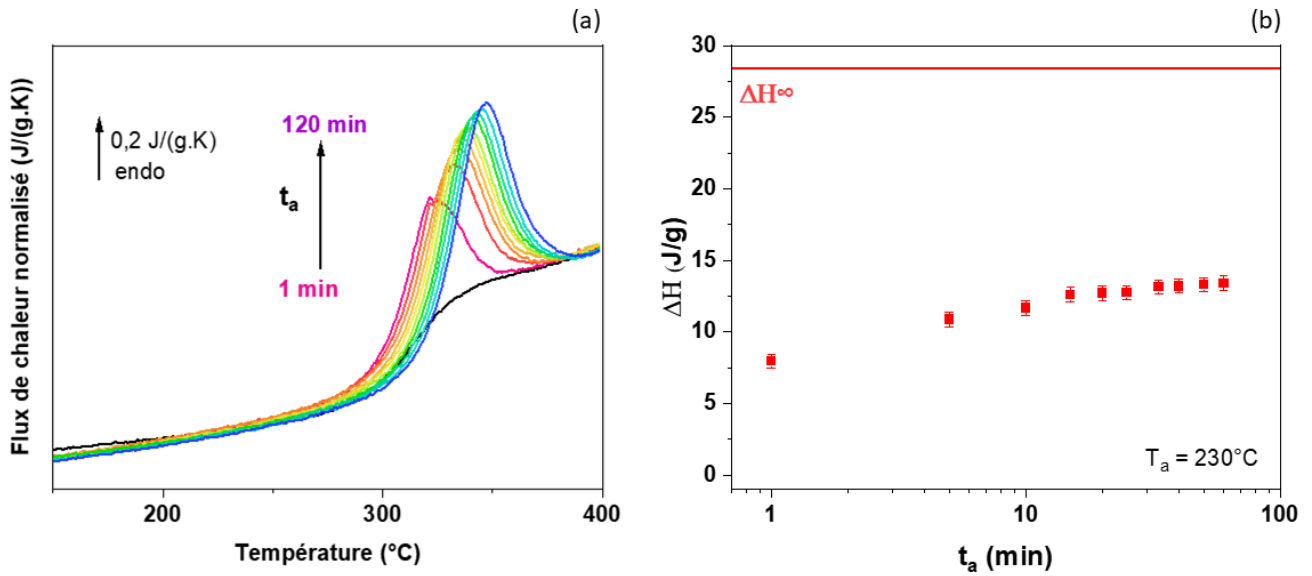 (a)
Flux de chaleur normalisé (J/(g.K))
0,2 J/(g.K)
endo
120 min
tₐ
1 min
200
300
400
Température (°C)
(b)
ΔH (J/g)
30
25
20
15
10
5
0
ΔH∞
Tₐ = 230°C
1
10
100
tₐ (min)